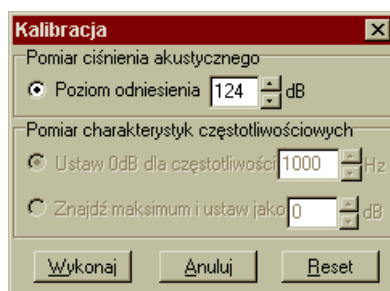 Kalibracja
Pomiar ciśnienia akustycznego
Poziom odniesienia 124 dB
Pomiar charakterystyk częstotliwościowych
Ustaw 0dB dla częstotliwości 1000 Hz
Znajdź maksimum i ustaw jako 0 dB
Wykonaj Anuluj Reset